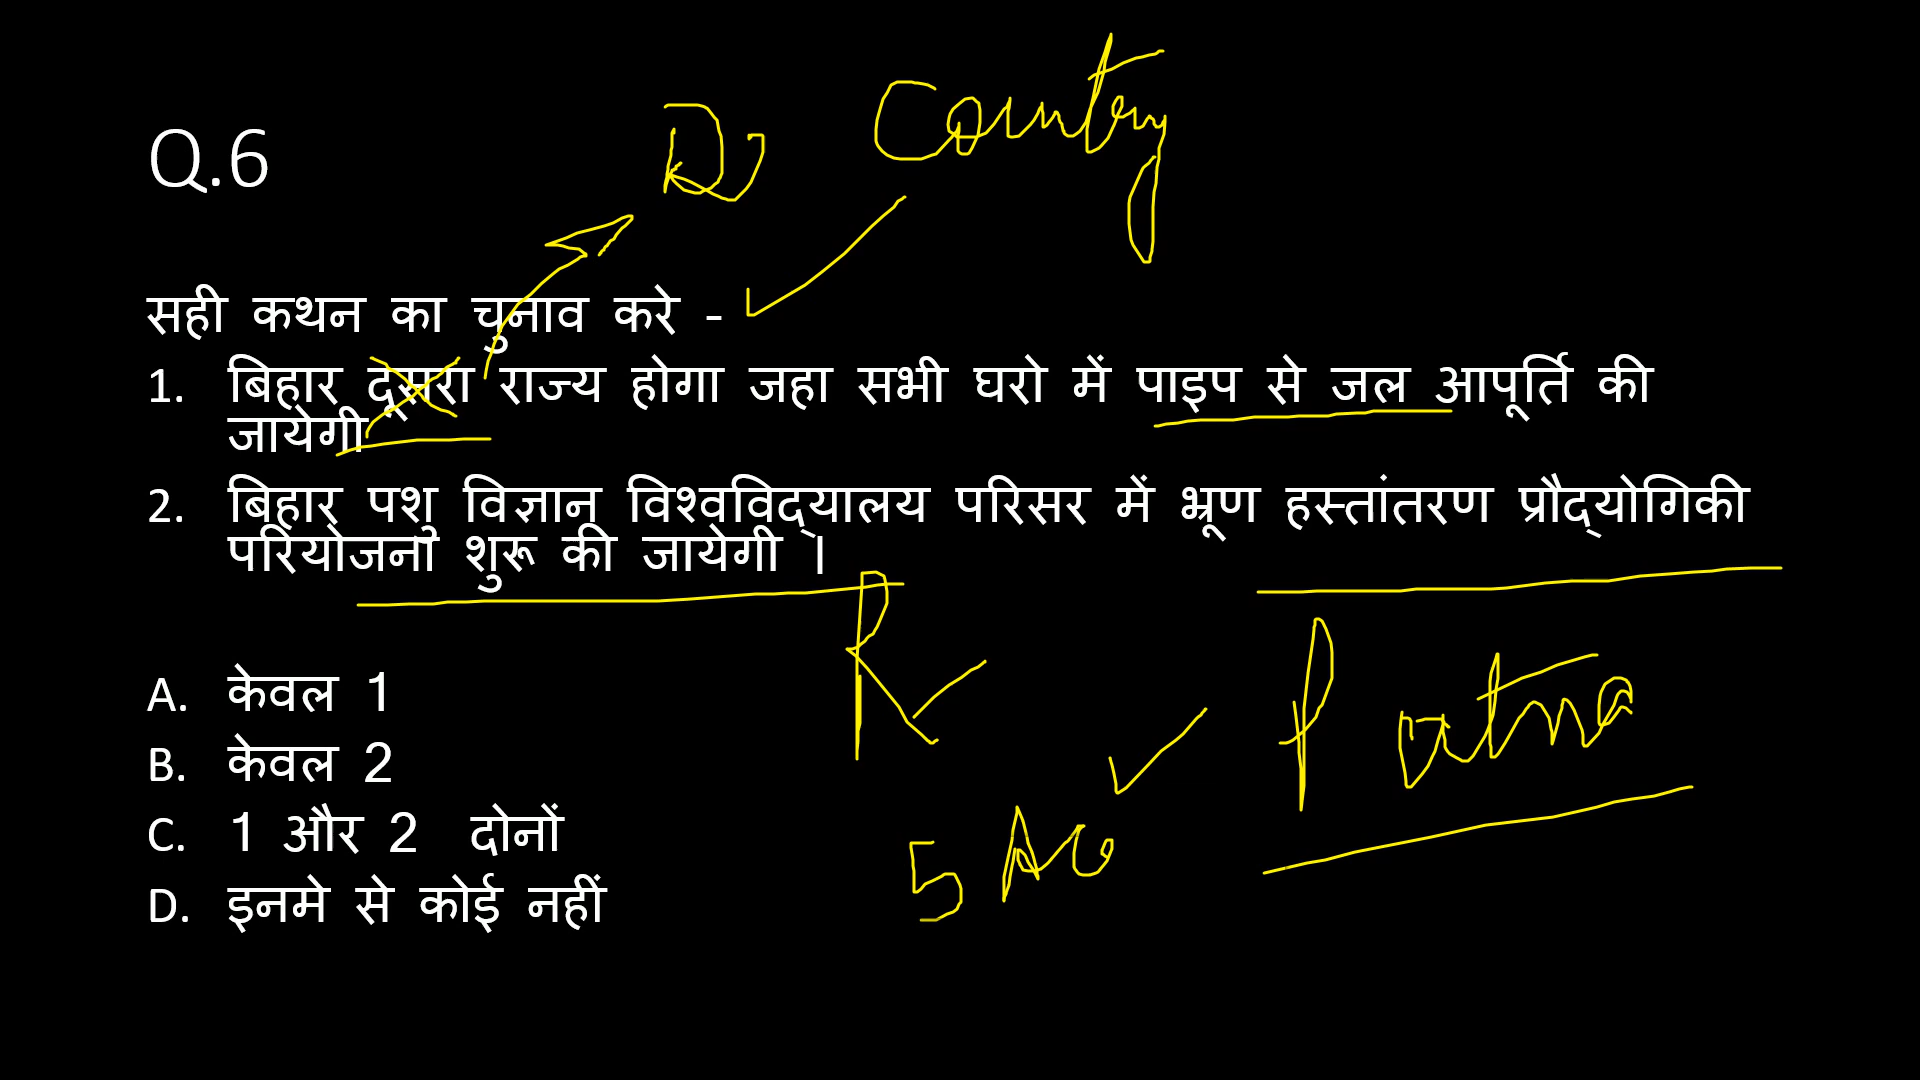 Country
Q.6
सही कथन का चुनाव करे -
1. बिहार दूसरा राज्य होगा जहा सभी घरो में पाइप से जल आपूर्ति की
जायेगी
2. बिहार पशु विज्ञान विश्वविद्यालय परिसर में भ्रूण हस्तांतरण प्रौद्योगिकी
परियोजना शुरू की जायेगी ।
R
Patna
A. केवल 1
B. केवल 2
C. 1 और 2 दोनों
5
D. इनमे से कोई नहीं